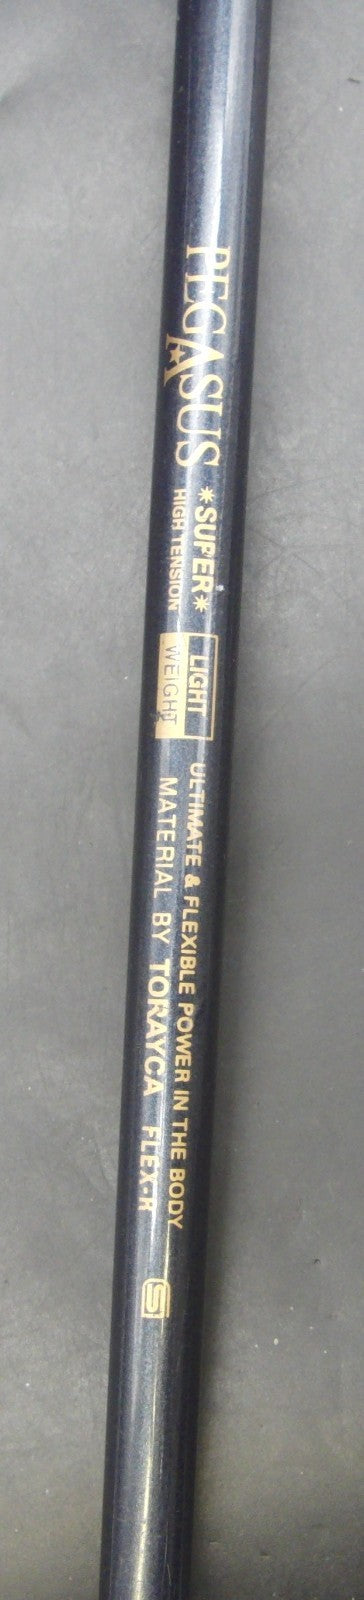 PEGASUS
*SUPER*
HIGH TENSION
LIGHT
WEIGHT
ULTIMATE & FLEXIBLE POWER IN THE BODY
MATERIAL BY TORAYCA FLEX-R
S